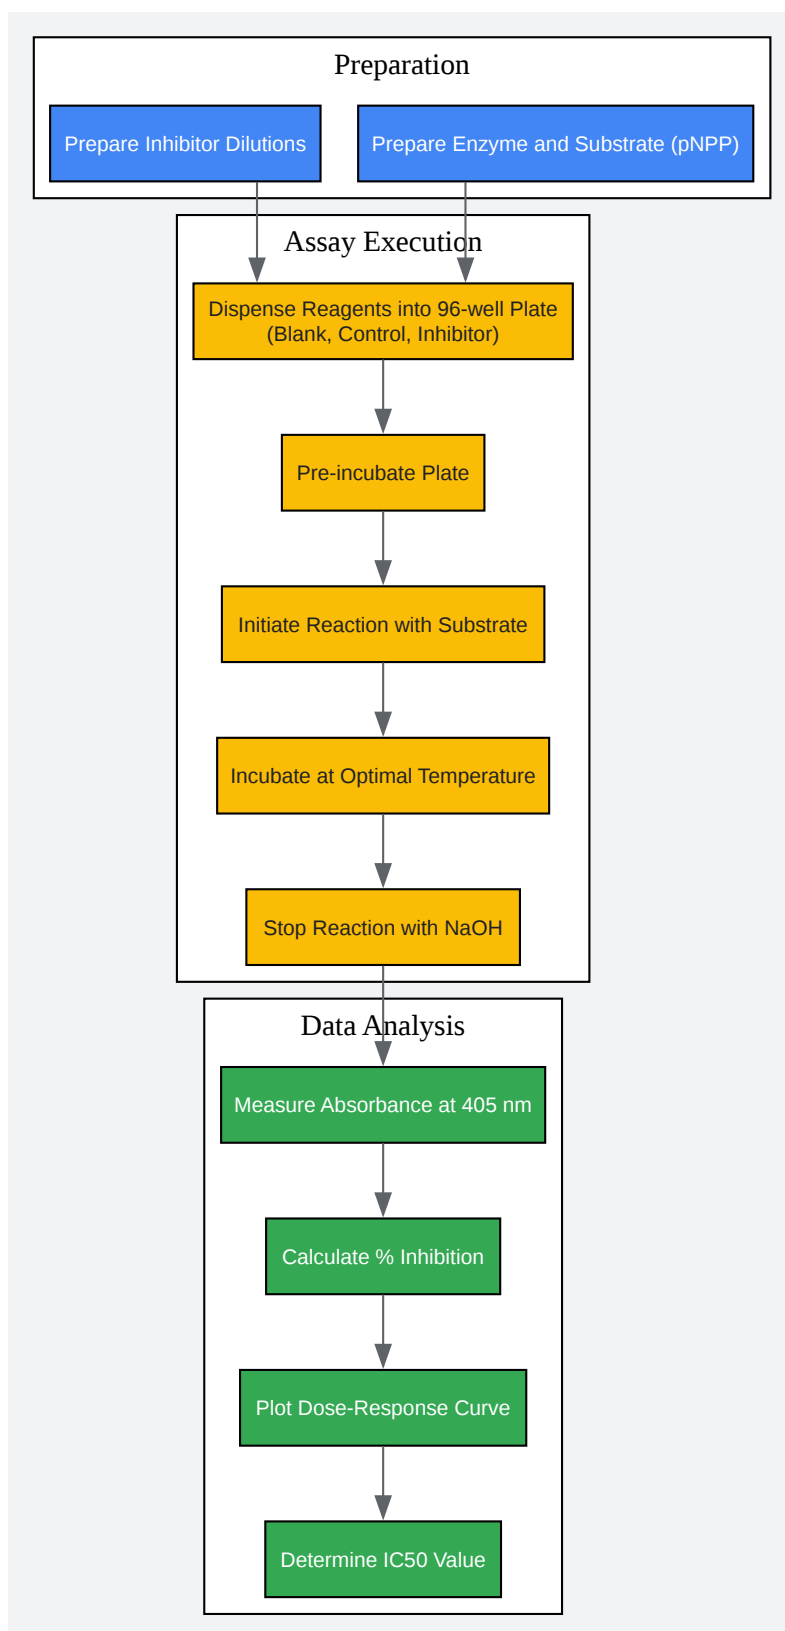 Preparation
Prepare Inhibitor Dilutions
Prepare Enzyme and Substrate (pNPP)
Assay Execution
Dispense Reagents into 96-well Plate
(Blank, Control, Inhibitor)
Pre-incubate Plate
Initiate Reaction with Substrate
Incubate at Optimal Temperature
Stop Reaction with NaOH
Data Analysis
Measure Absorbance at 405 nm
Calculate % Inhibition
Plot Dose-Response Curve
Determine IC50 Value